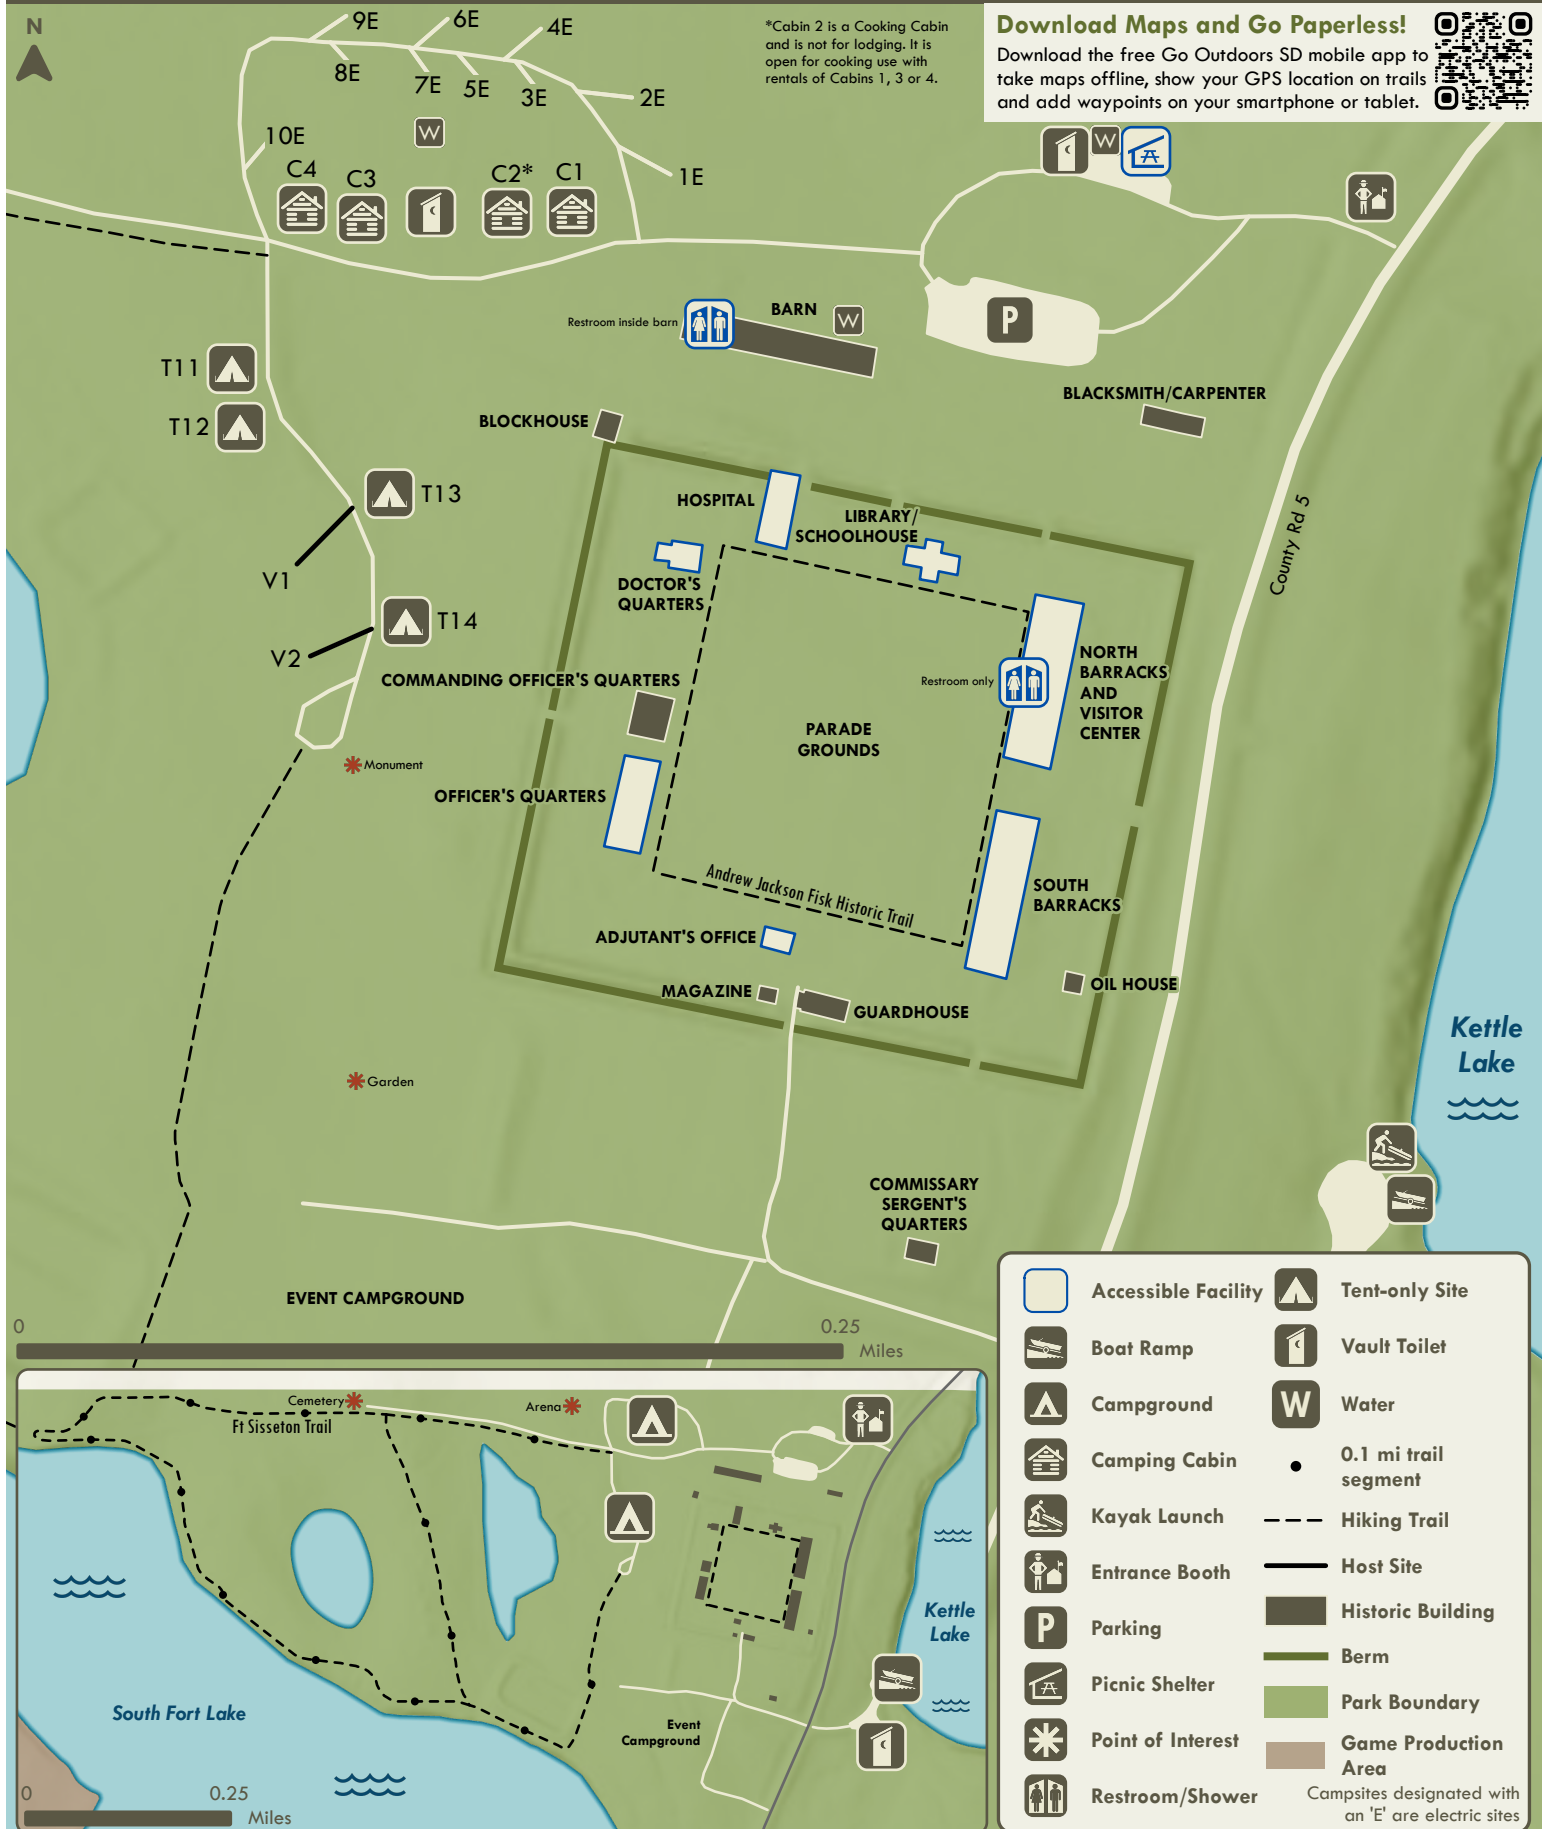 N
9E
6E
4E
8E
7E
5E
3E
2E
10E
W
1E
C4
C3
C2*
C1
*Cabin 2 is a Cooking Cabin
and is not for lodging. It is
open for cooking use with
rentals of Cabins 1, 3 or 4.
Download Maps and Go Paperless!
Download the free Go Outdoors SD mobile app to
take maps offline, show your GPS location on trails
and add waypoints on your smartphone or tablet.
W
Restroom inside barn
BARN
W
P
T11
T12
BLACKSMITH/CARPENTER
BLOCKHOUSE
T13
HOSPITAL
LIBRARY/
SCHOOLHOUSE
County Rd 5
V1
DOCTOR'S
QUARTERS
T14
V2
COMMANDING OFFICER'S QUARTERS
Restroom only
NORTH
BARRACKS
AND
VISITOR
CENTER
PARADE
GROUNDS
Monument
OFFICER'S QUARTERS
Andrew Jackson Fisk Historic Trail
SOUTH
BARRACKS
ADJUTANT'S OFFICE
MAGAZINE
GUARDHOUSE
OIL HOUSE
Kettle
Lake
Garden
COMMISSARY
SERGENT'S
QUARTERS
EVENT CAMPGROUND
0
0.25
Miles
Cemetery
Ft Sisseton Trail
Arena
Kettle
Lake
South Fort Lake
Event
Campground
0
0.25
Miles
Accessible Facility
Boat Ramp
Campground
Camping Cabin
Kayak Launch
Entrance Booth
P
Parking
Picnic Shelter
Point of Interest
Restroom/Shower
Tent-only Site
Vault Toilet
W
Water
0.1 mi trail
segment
Hiking Trail
Host Site
Historic Building
Berm
Park Boundary
Game Production
Area
Campsites designated with
an 'E' are electric sites